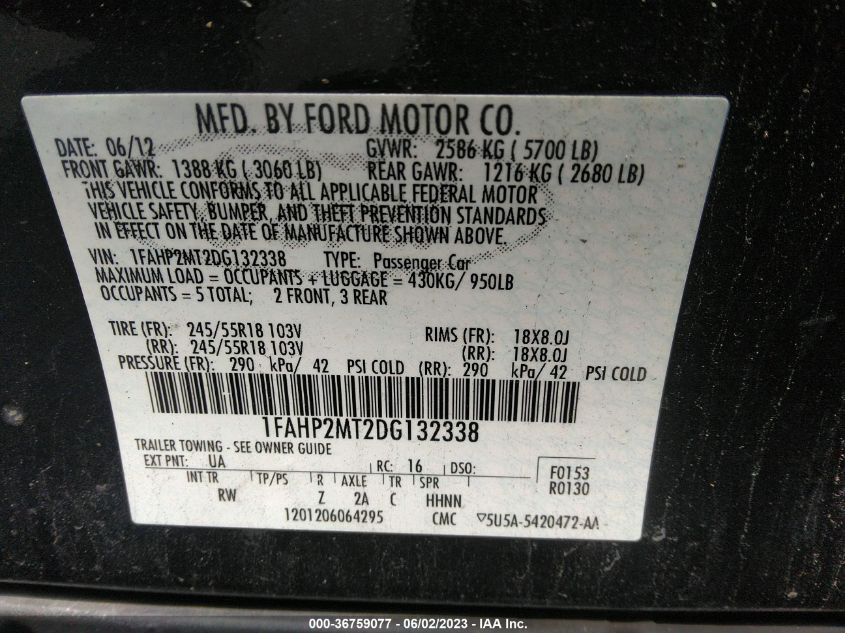 MFD. BY FORD MOTOR CO.
DATE: 06/12 GVWR: 2586 KG ( 5700 LB)
FRONT GAWR: 1388 KG ( 3060 LB) REAR GAWR: 1216 KG ( 2680 LB)
THIS VEHICLE CONFORMS TO ALL APPLICABLE FEDERAL MOTOR
VEHICLE SAFETY, BUMPER, AND THEFT PREVENTION STANDARDS
IN EFFECT ON THE DATE OF MANUFACTURE SHOWN ABOVE.
VIN: 1FAHP2MT2DG132338 TYPE: Passenger Car
MAXIMUM LOAD = OCCUPANTS + LUGGAGE = 430KG/ 950LB
OCCUPANTS = 5 TOTAL; 2 FRONT, 3 REAR
TIRE (FR): 245/55R18 103V RIMS (FR): 18X8.0J
(RR): 245/55R18 103V (RR): 18X8.0J
PRESSURE (FR): 290 kPa/ 42 PSI COLD (RR): 290 kPa/ 42 PSI COLD
1FAHP2MT2DG132338
TRAILER TOWING - SEE OWNER GUIDE
EXT PNT: UA RC: 16 DSO: F0153
INT TR TP/PS R AXLE TR SPR R0130
RW Z 2A C HHNN
1201206064295 CMC ▽5U5A-5420472-AA
000-36759077 - 06/02/2023 - IAA Inc.